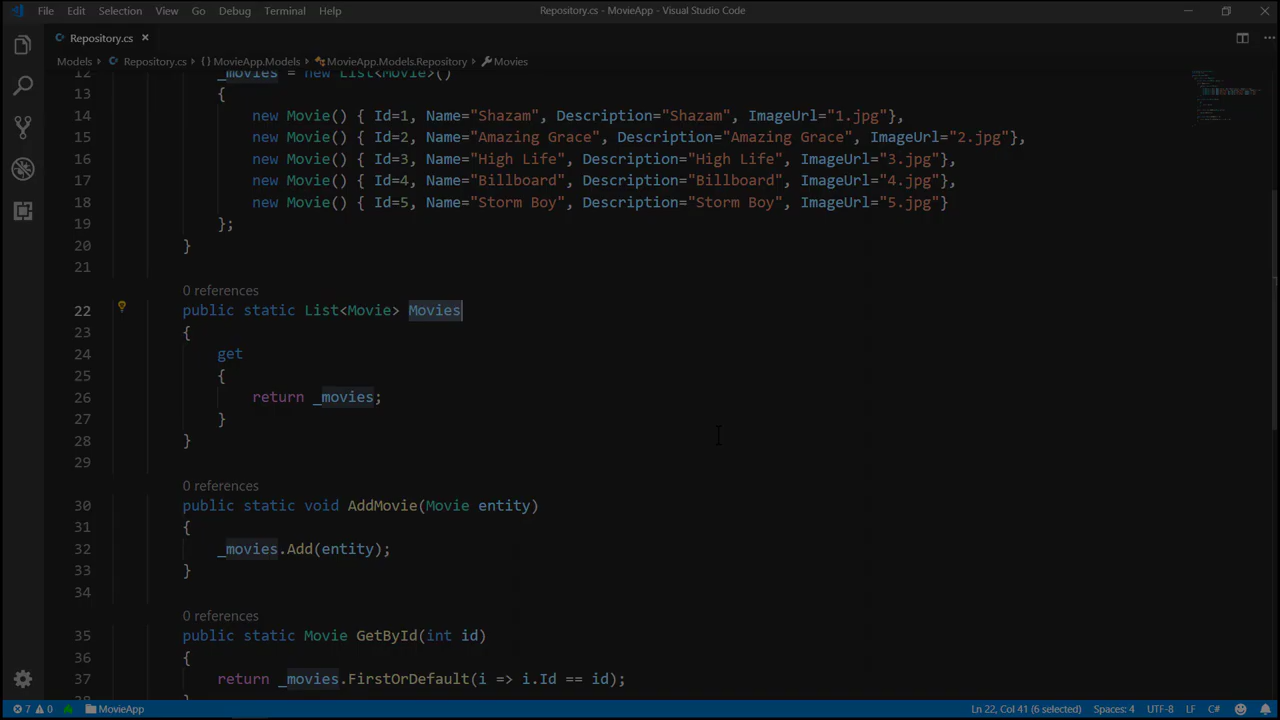 File Edit Selection View Go Debug Terminal Help Repository.cs - MovieApp - Visual Studio Code
Repository.cs
Models Repository.cs { } MovieApp.Models MovieApp.Models.Repository Movies
12 _movies = new List<Movie>()
13 {
14 new Movie() { Id=1, Name="Shazam", Description="Shazam", ImageUrl="1.jpg"},
15 new Movie() { Id=2, Name="Amazing Grace", Description="Amazing Grace", ImageUrl="2.jpg"},
16 new Movie() { Id=3, Name="High Life", Description="High Life", ImageUrl="3.jpg"},
17 new Movie() { Id=4, Name="Billboard", Description="Billboard", ImageUrl="4.jpg"},
18 new Movie() { Id=5, Name="Storm Boy", Description="Storm Boy", ImageUrl="5.jpg"}
19 };
20 }
21
0 references
22 public static List<Movie> Movies
23 {
24 get
25 {
26 return _movies;
27 }
28 }
29
0 references
30 public static void AddMovie(Movie entity)
31 {
32 _movies.Add(entity);
33 }
34
0 references
35 public static Movie GetById(int id)
36 {
37 return _movies.FirstOrDefault(i => i.Id == id);
38 }
7 0 MovieApp Ln 22, Col 41 (6 selected) Spaces: 4 UTF-8 LF C#